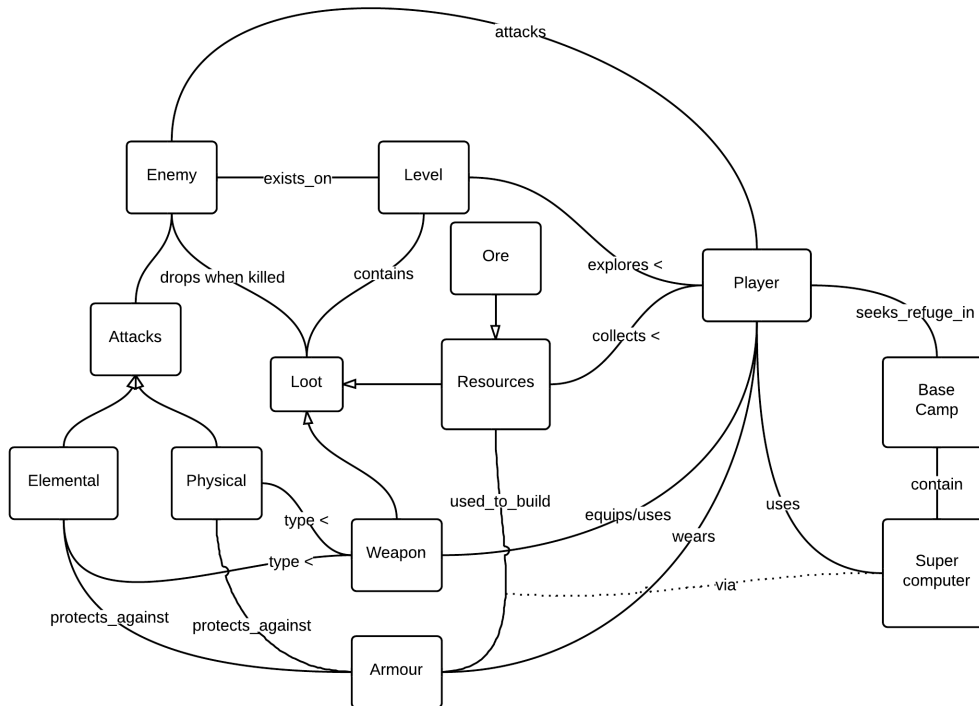 attacks
Enemy
exists_on
Level
Ore
explores <
Player
drops when killed
contains
seeks_refuge_in
Attacks
collects <
Loot
Resources
Base
Camp
Elemental
Physical
used_to_build
contain
type <
equips/uses
uses
wears
Weapon
type <
Super
computer
via
protects_against
protects_against
Armour